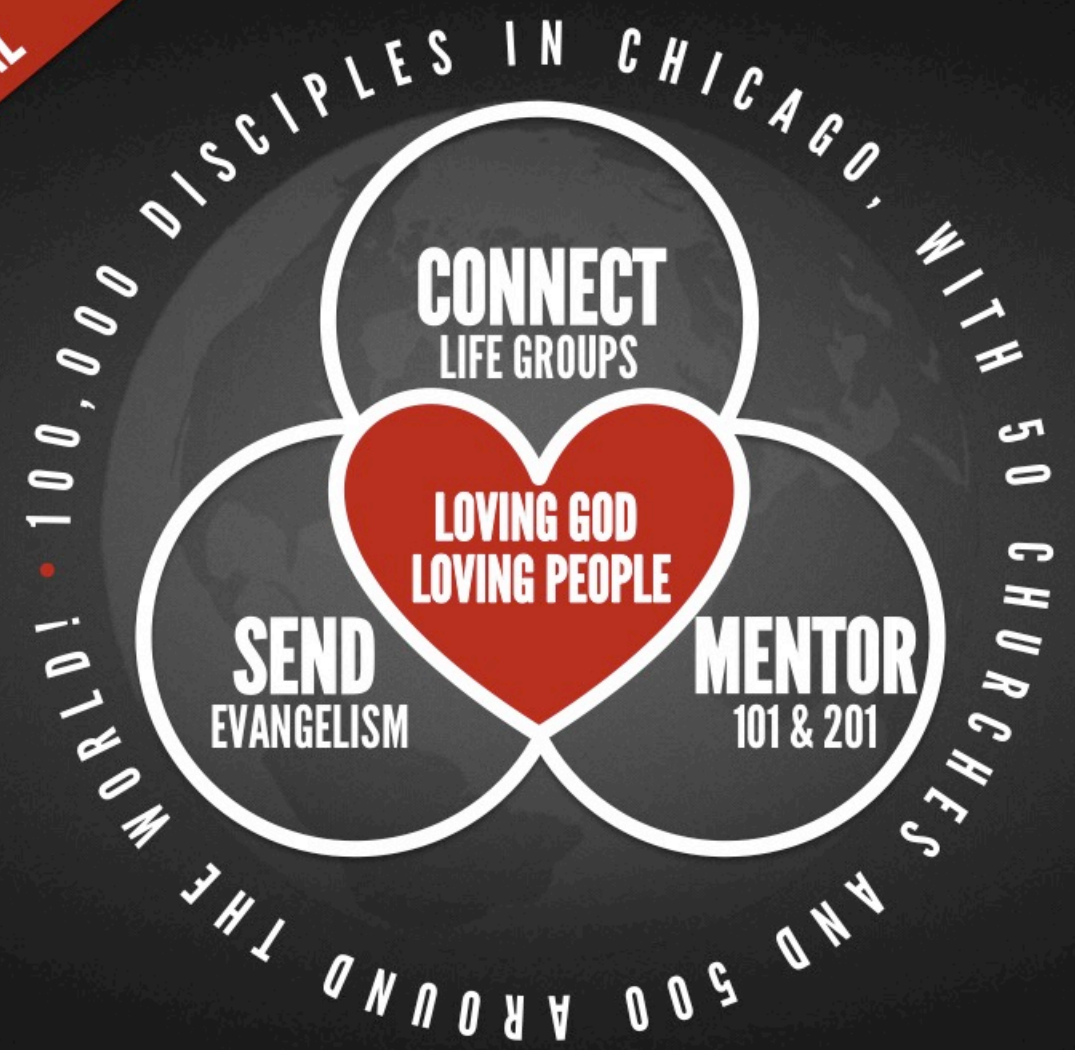 100,000 DISCIPLES IN CHICAGO, WITH 50 CHURCHES AND 500 AROUND THE WORLD! •
CONNECT
LIFE GROUPS
LOVING GOD
LOVING PEOPLE
SEND
EVANGELISM
MENTOR
101 & 201